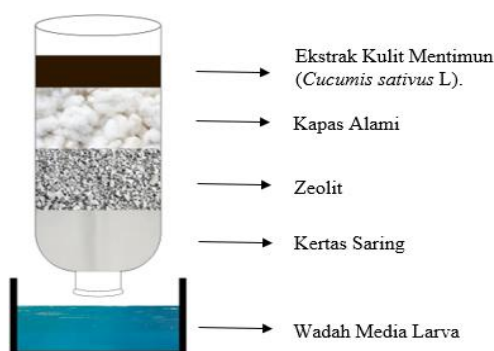 Ekstrak Kulit Mentimun
(Cucumis sativus L).
Kapas Alami
Zeolit
Kertas Saring
Wadah Media Larva